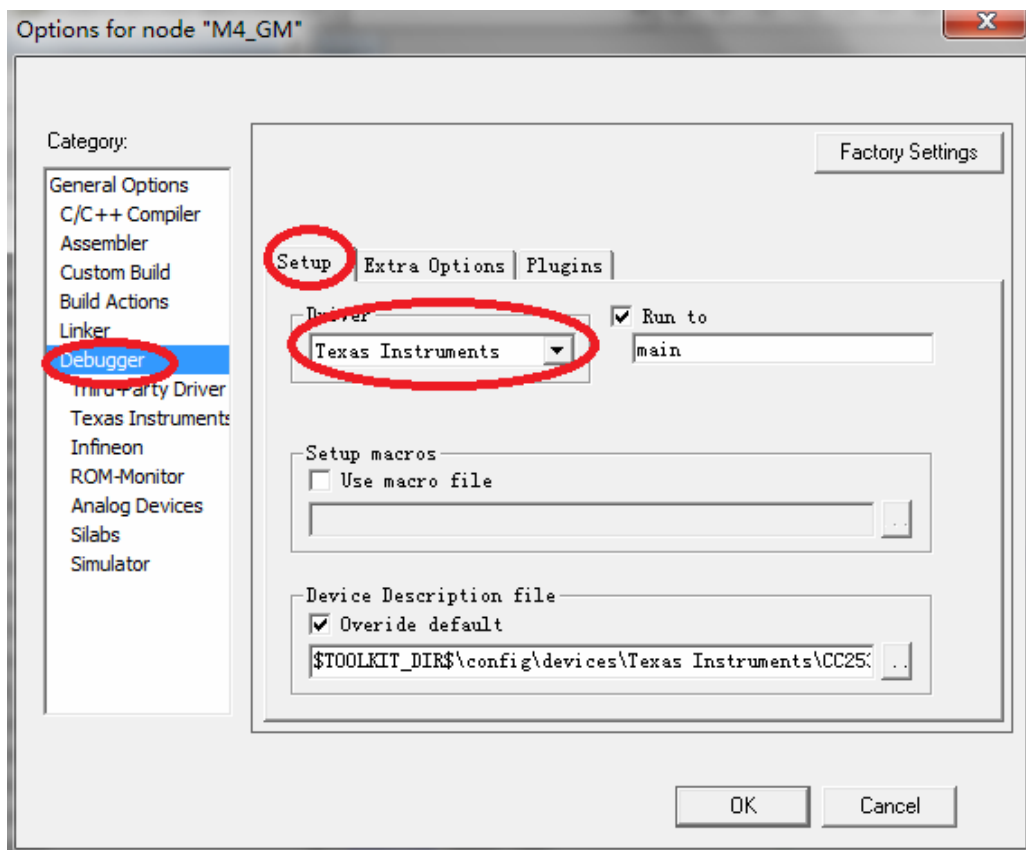 Options for node "M4_GM"
Category:
General Options
C/C++ Compiler
Assembler
Custom Build
Build Actions
Linker
Debugger
Third-Party Driver
Texas Instruments
Infineon
ROM-Monitor
Analog Devices
Silabs
Simulator
Factory Settings
Setup Extra Options Plugins
Driver
Texas Instruments
Run to
main
Setup macros
Use macro file
..
Device Description file
Overide default
$TOOLKIT_DIR$\config\devices\Texas Instruments\CC253 ..
OK Cancel